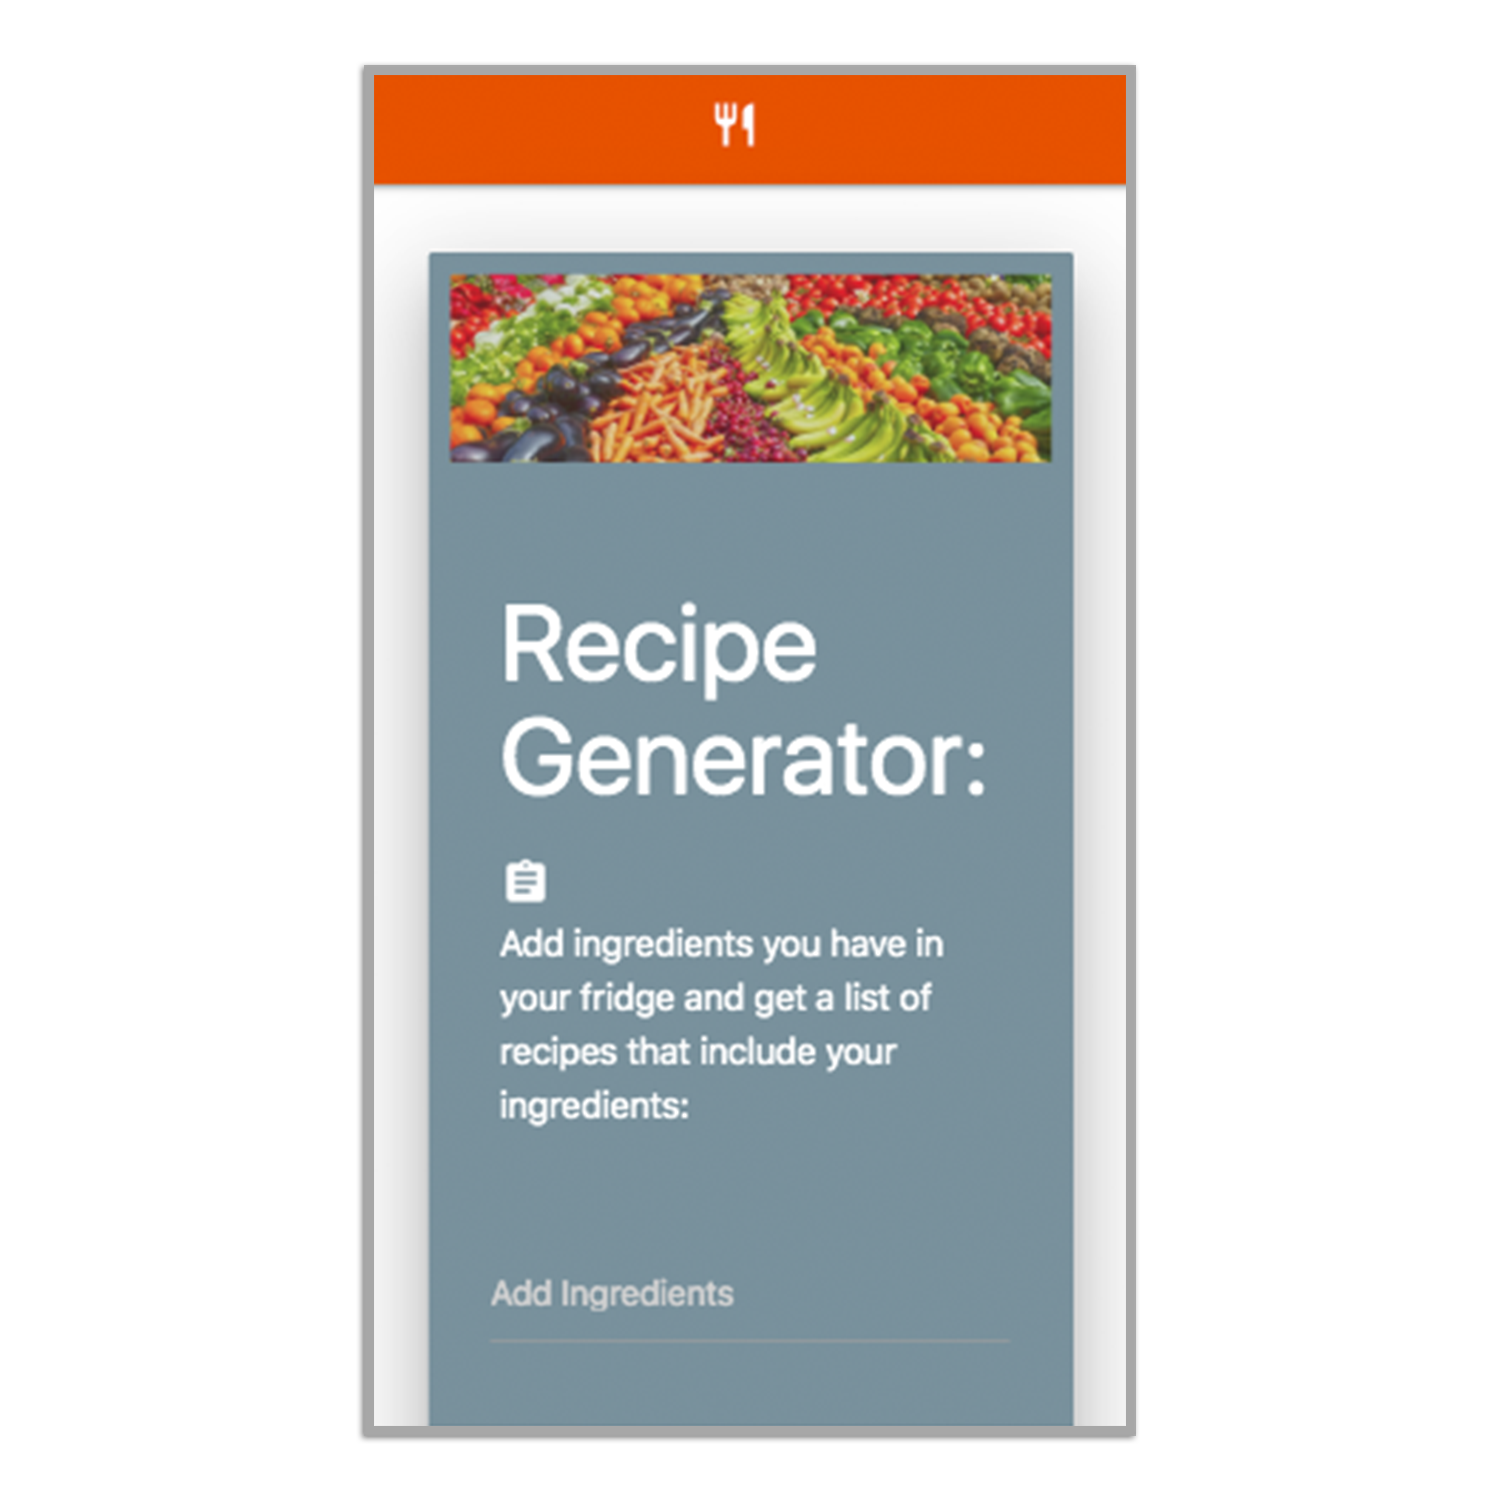 Recipe
Generator:
Add ingredients you have in
your fridge and get a list of
recipes that include your
ingredients:
Add Ingredients